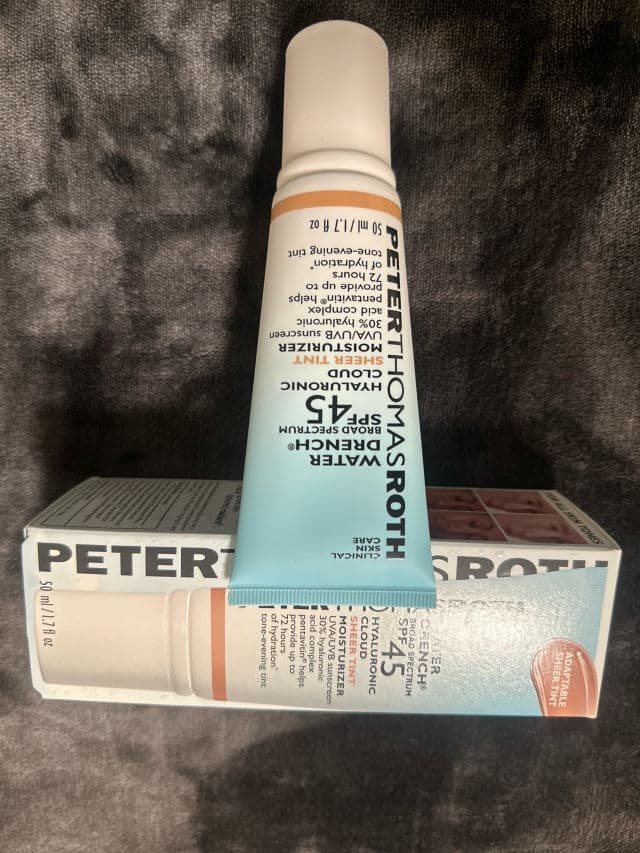 PETERTHOMASROTH
CLINICAL
SKIN
CARE
WATER
DRENCH®
BROAD SPECTRUM
SPF 45
HYALURONIC
CLOUD
SHEER TINT
MOISTURIZER
UVA/UVB sunscreen
30% hyaluronic
acid complex
pentavitin® helps
provide up to
72 hours
of hydration*
tone-evening tint
50 ml/1.7 fl oz
PETER
ROTH
DRENCH®
BROAD SPECTRUM
SPF 45
HYALURONIC
CLOUD
SHEER TINT
MOISTURIZER
UVA/UVB sunscreen
30% hyaluronic
acid complex
pentavitin® helps
provide up to
72 hours
of hydration*
tone-evening tint
50 ml/1.7 fl oz
ADAPTABLE
SHEER TINT